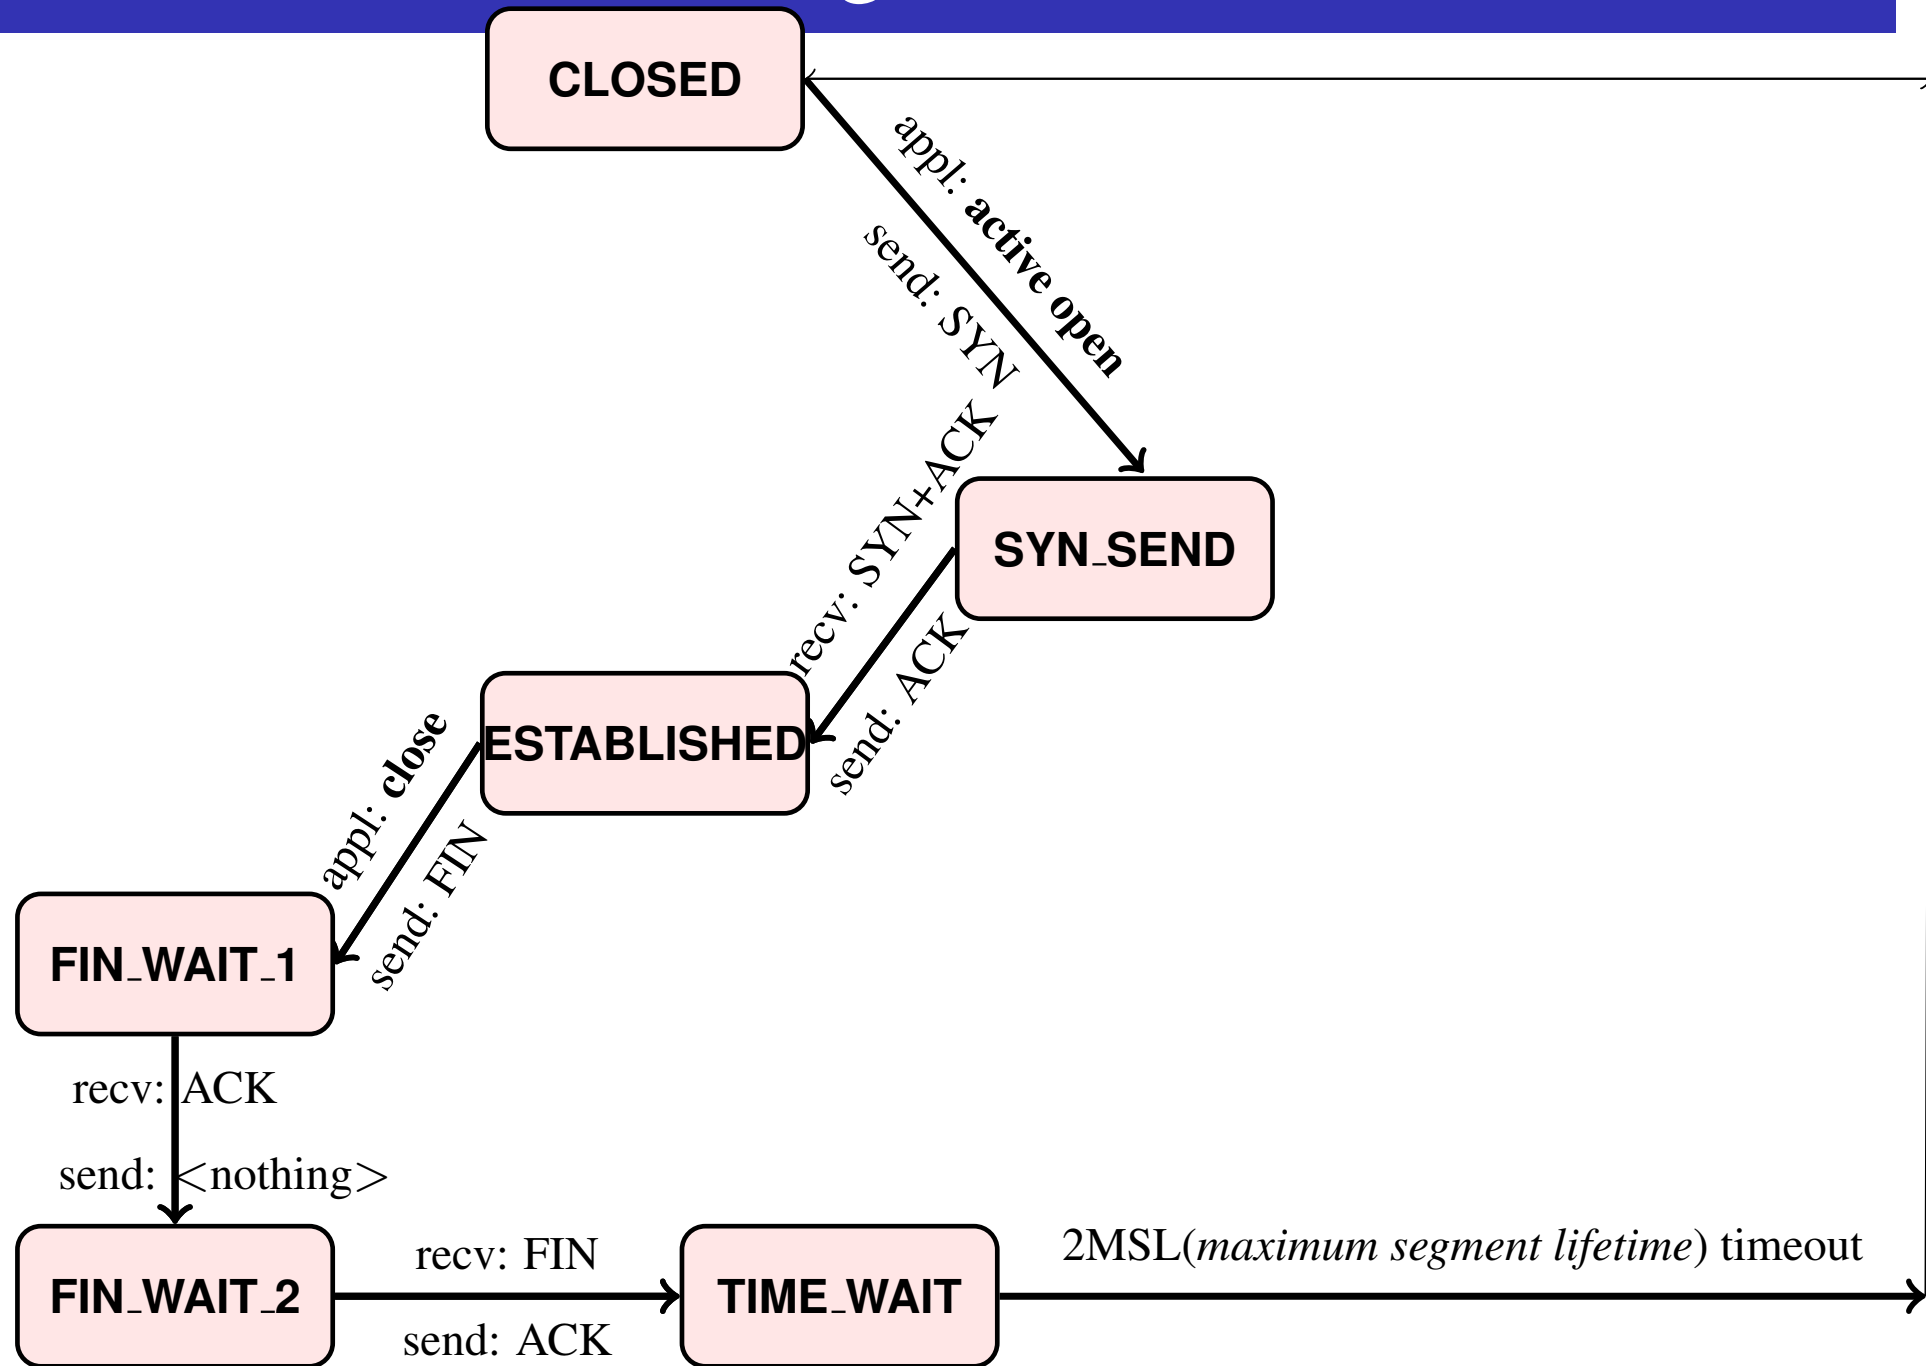 CLOSED
appl: active open
send: SYN
recv: SYN+ACK
SYN_SEND
send: ACK
ESTABLISHED
appl: close
send: FIN
FIN_WAIT_1
recv: ACK
send: <nothing>
FIN_WAIT_2
recv: FIN
send: ACK
TIME_WAIT
2MSL(maximum segment lifetime) timeout